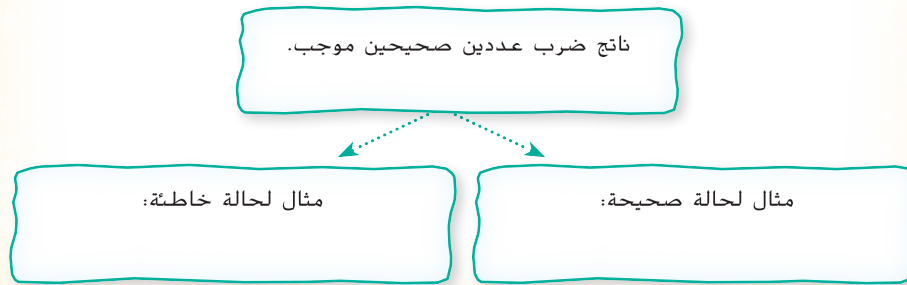 ناتج ضرب عددين صحيحين موجب.
مثال لحالة صحيحة:
مثال لحالة خاطئة: